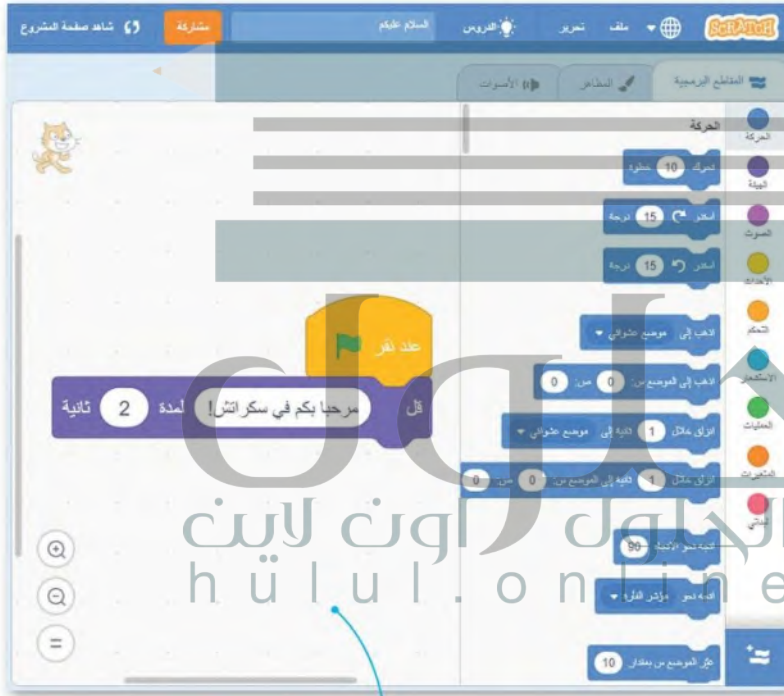 SCRATCH ملف تحرير الدروس السلام عليكم مشاركة شاهد صفحة المشروع
المقاطع البرمجية المظاهر الأصوات
الحركة
الحركة
الهيئة
الصوت
الأحداث
التحكم
الاستشعار
العمليات
المتغيرات
لبناتي
تحرك 10 خطوة
استدر 15 درجة
استدر 15 درجة
اذهب إلى موضع عشوائي
اذهب إلى الموضع س: 0 ص: 0
انزلق خلال 1 ثانية إلى موضع عشوائي
انزلق خلال 1 ثانية إلى الموضع س: 0 ص: 0
اتجه نحو الاتجاه 90
اتجه نحو مؤشر الفأرة
غيّر الموضع س بمقدار 10
عند نقر
قل مرحبا بكم في سكراتش! لمدة 2 ثانية
حلول
الحلول اون لاين
hulul.online